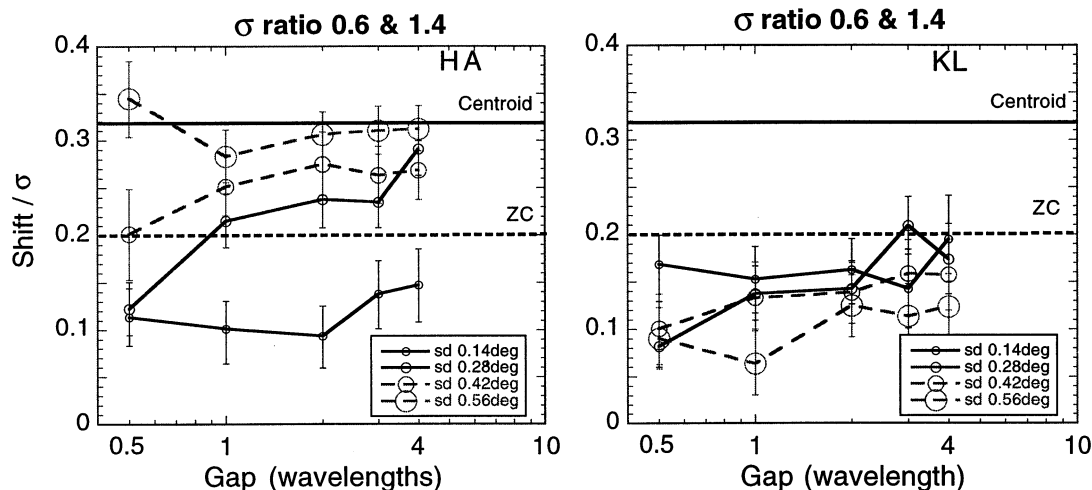 σ ratio 0.6 & 1.4
0.4
0.3
0.2
0.1
0
Shift / σ
HA
Centroid
ZC
sd 0.14deg
sd 0.28deg
sd 0.42deg
sd 0.56deg
0.5 1 2 4 10
Gap (wavelengths)
σ ratio 0.6 & 1.4
0.4
0.3
0.2
0.1
0
KL
Centroid
ZC
sd 0.14deg
sd 0.28deg
sd 0.42deg
sd 0.56deg
0.5 1 2 4 10
Gap (wavelength)